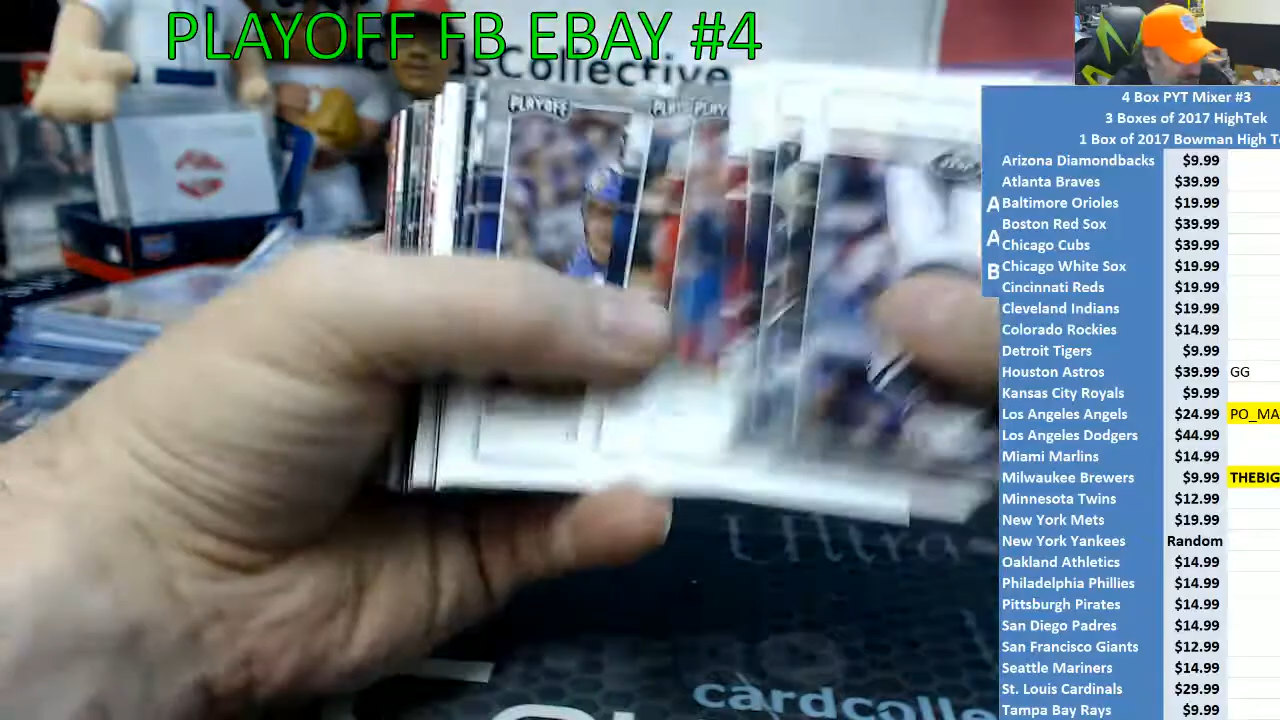 PLAYOFF FB EBAY #4
dsCollective
PLAYOFF
PLAY
4 Box PYT Mixer #3
3 Boxes of 2017 HighTek
1 Box of 2017 Bowman High T
Arizona Diamondbacks $9.99
Atlanta Braves $39.99
Baltimore Orioles $19.99
Boston Red Sox $39.99
Chicago Cubs $39.99
Chicago White Sox $19.99
Cincinnati Reds $19.99
Cleveland Indians $19.99
Colorado Rockies $14.99
Detroit Tigers $9.99
Houston Astros $39.99 GG
Kansas City Royals $9.99
Los Angeles Angels $24.99 PO_MA
Los Angeles Dodgers $44.99
Miami Marlins $14.99
Milwaukee Brewers $9.99 THEBIG
Minnesota Twins $12.99
New York Mets $19.99
New York Yankees Random
Oakland Athletics $14.99
Philadelphia Phillies $14.99
Pittsburgh Pirates $14.99
San Diego Padres $14.99
San Francisco Giants $12.99
Seattle Mariners $14.99
St. Louis Cardinals $29.99
Tampa Bay Rays $9.99
A
A
B
Ultra
cardcollec